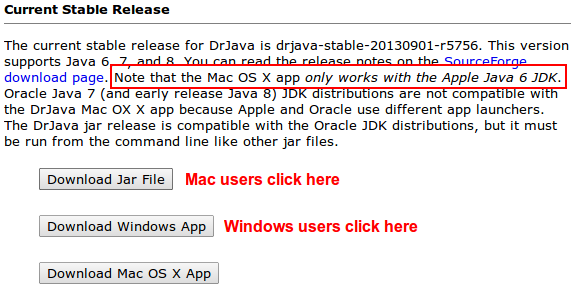 Current Stable Release
The current stable release for DrJava is drjava-stable-20130901-r5756. This version
supports Java 6, 7, and 8. You can read the release notes on the SourceForge
download page. Note that the Mac OS X app only works with the Apple Java 6 JDK.
Oracle Java 7 (and early release Java 8) JDK distributions are not compatible with
the DrJava Mac OX X app because Apple and Oracle use different app launchers.
The DrJava jar release is compatible with the Oracle JDK distributions, but it must
be run from the command line like other jar files.
Download Jar File Mac users click here
Download Windows App Windows users click here
Download Mac OS X App